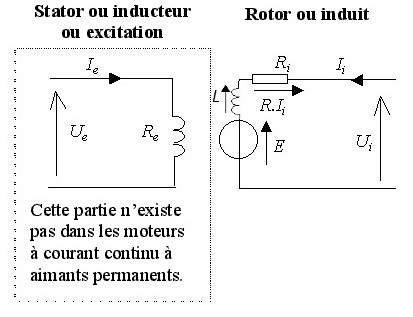 Stator ou inducteur
ou excitation
Rotor ou induit
Ie
Ue
Re
Ri
Ii
L
R.Ii
E
Ui
Cette partie n'existe
pas dans les moteurs
à courant continu à
aimants permanents.